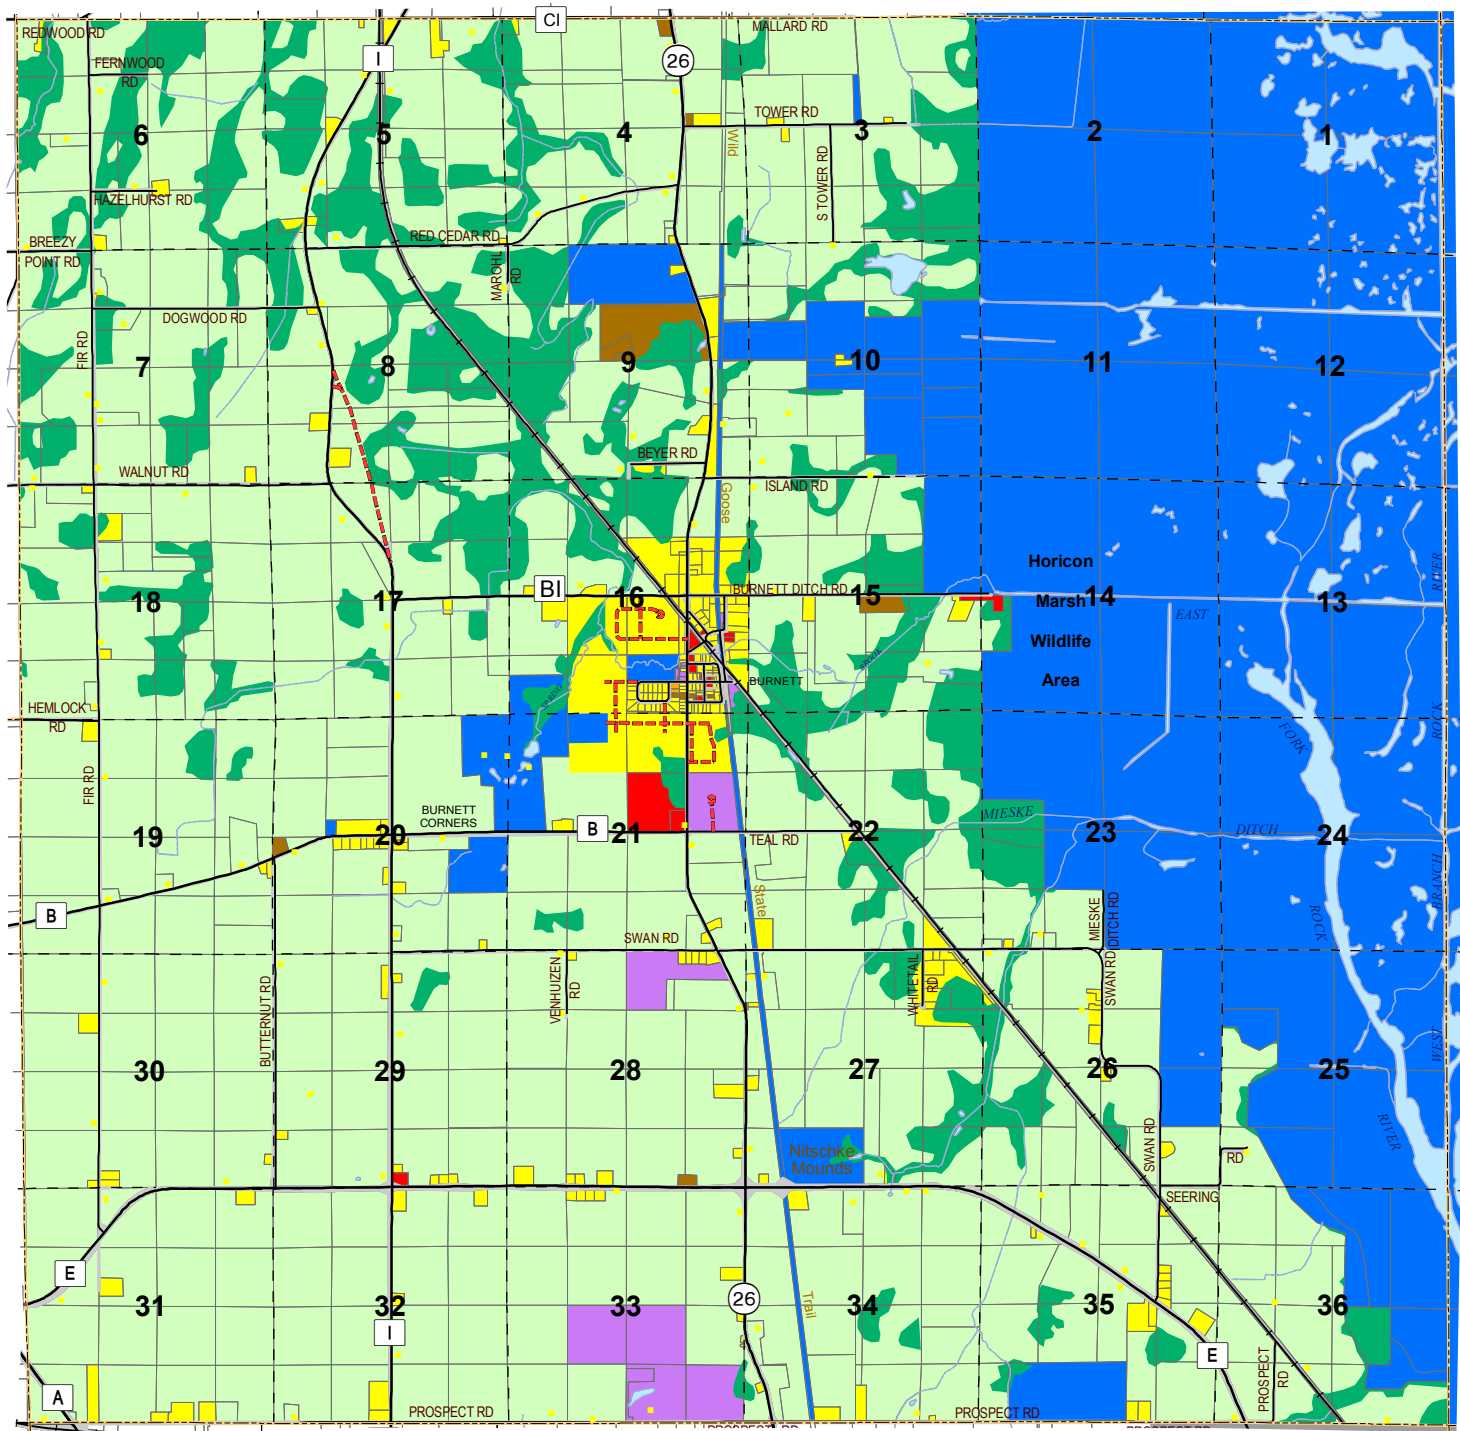 CI
REDWOOD RD
MALLARD RD
FERNWOOD
RD
I
26
TOWER RD
6
5
4
3
2
1
Wild
S TOWER RD
HAZELHURST RD
BREEZY
POINT RD
RED CEDAR RD
MAROHL
RD
DOGWOOD RD
FIR RD
7
8
9
10
11
12
BEYER RD
WALNUT RD
ISLAND RD
Goose
Horicon
Marsh
Wildlife
Area
BI
BURNETT DITCH RD
18
17
16
15
14
13
EAST
RIVER
BROOK
SPRING
BURNETT
HEMLOCK
RD
FORK
ROCK
FIR RD
BURNETT
CORNERS
B
MIESKE
DITCH
TEAL RD
19
20
21
22
23
24
BRANCH
B
State
MIESKE
DITCH RD
ROCK
SWAN RD
BUTTERNUT RD
VENHUIZEN
RD
WHITETAIL
RD
SWAN RD
WEST
30
29
28
27
26
25
RIVER
Nitschke
Mounds
SWAN RD
RD
SEERING
E
31
32
33
26
34
35
36
Trail
I
E
PROSPECT
RD
A
PROSPECT RD
PROSPECT RD
PROSPECT RD
PROSPECT RD